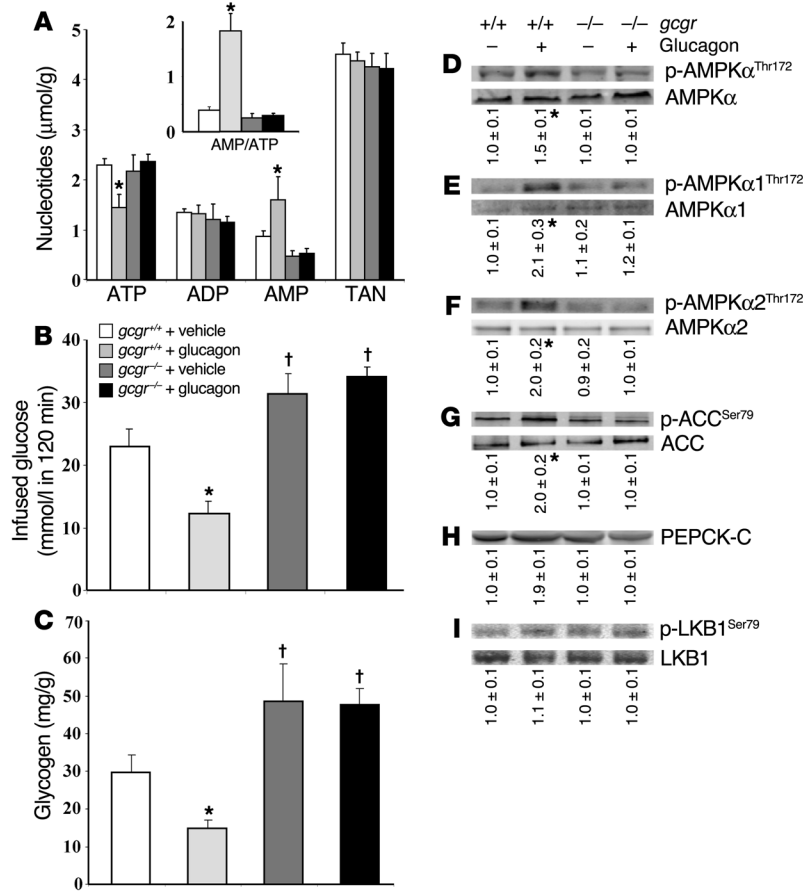 A
Nucleotides (μmol/g)
5
4
3
2
1
0
2
1
0
AMP/ATP
*
*
*
ATP ADP AMP TAN
B
gcgr+/+ + vehicle
gcgr+/+ + glucagon
gcgr−/− + vehicle
gcgr−/− + glucagon
Infused glucose
(mmol/l in 120 min)
40
30
20
10
0
*
†
†
C
Glycogen (mg/g)
70
60
50
40
30
20
10
0
*
†
†
+/+ +/+ −/− −/− gcgr
− + − + Glucagon
D
p-AMPKαThr172
AMPKα
1.0 ± 0.1
1.5 ± 0.1 *
1.0 ± 0.1
1.0 ± 0.1
E
p-AMPKα1Thr172
AMPKα1
1.0 ± 0.1
2.1 ± 0.3 *
1.1 ± 0.2
1.2 ± 0.1
F
p-AMPKα2Thr172
AMPKα2
1.0 ± 0.1
2.0 ± 0.2 *
0.9 ± 0.2
1.0 ± 0.1
G
p-ACCSer79
ACC
1.0 ± 0.1
2.0 ± 0.2 *
1.0 ± 0.1
1.0 ± 0.1
H
PEPCK-C
1.0 ± 0.1
1.9 ± 0.1
1.0 ± 0.1
1.0 ± 0.1
I
p-LKB1Ser79
LKB1
1.0 ± 0.1
1.1 ± 0.1
1.0 ± 0.1
1.0 ± 0.1